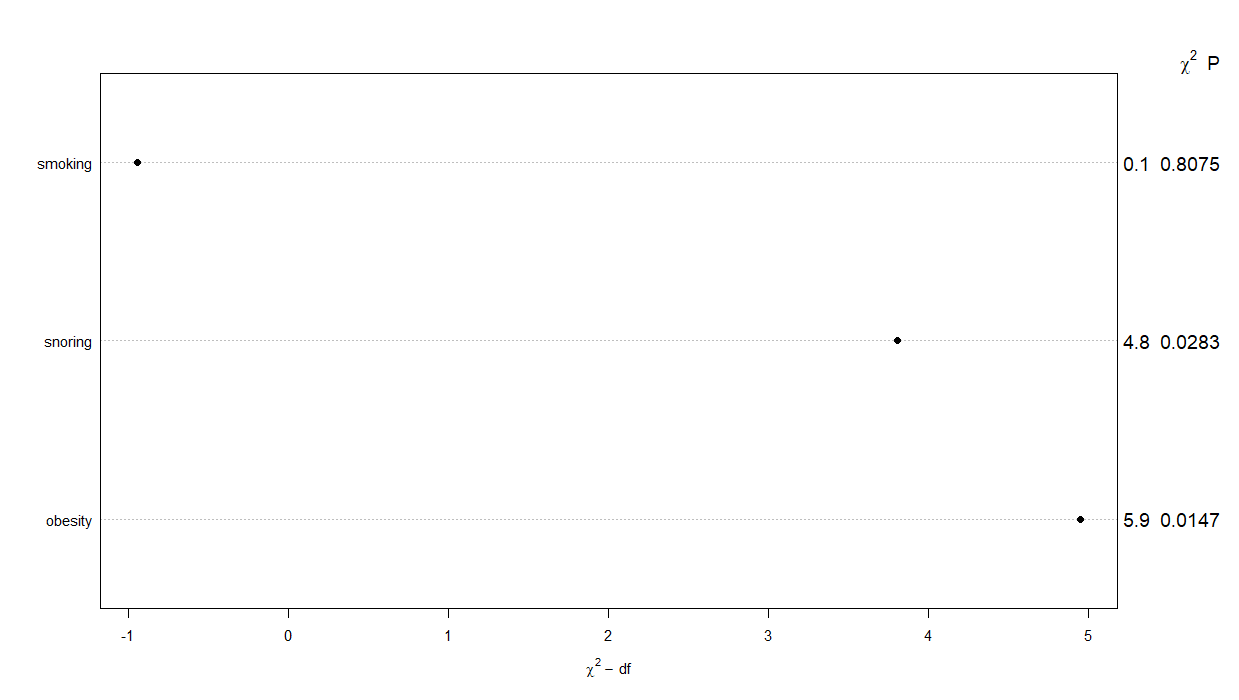 χ² P
smoking 0.1 0.8075
snoring 4.8 0.0283
obesity 5.9 0.0147
-1 0 1 2 3 4 5
χ² − df